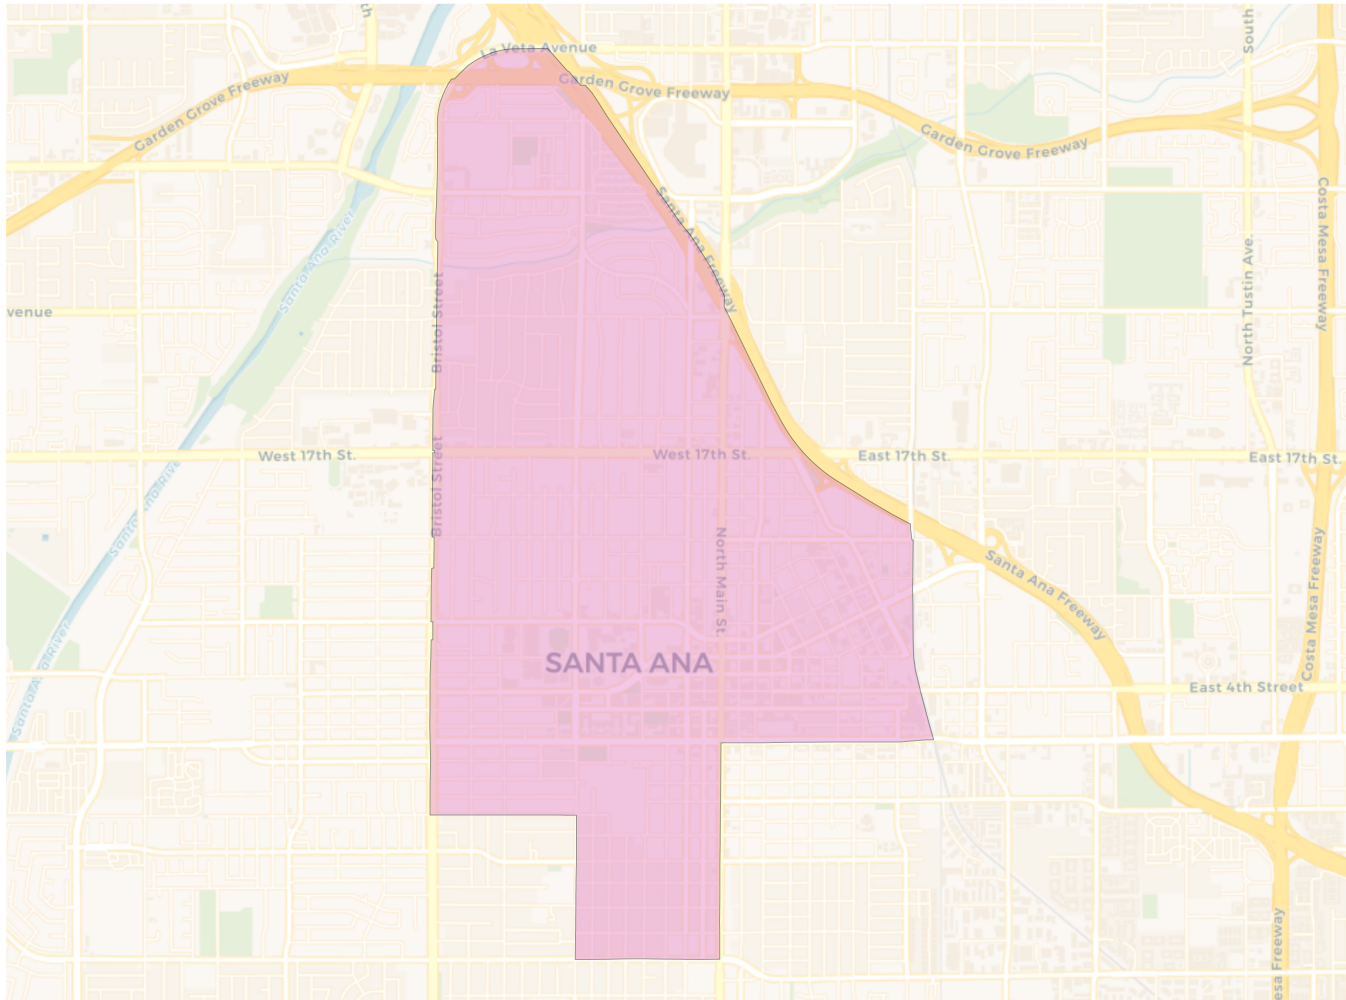 La Veta Avenue
South
Garden Grove Freeway
Garden Grove Freeway
Garden Grove Freeway
Santa Ana River
Santa Ana Freeway
Costa Mesa Freeway
North Tustin Ave.
venue
Bristol Street
West 17th St.
Bristol Street
West 17th St.
East 17th St.
East 17th St.
Santa Ana River
North Main St.
Santa Ana Freeway
Costa Mesa Freeway
Santa Ana River
SANTA ANA
East 4th Street
esa Freeway